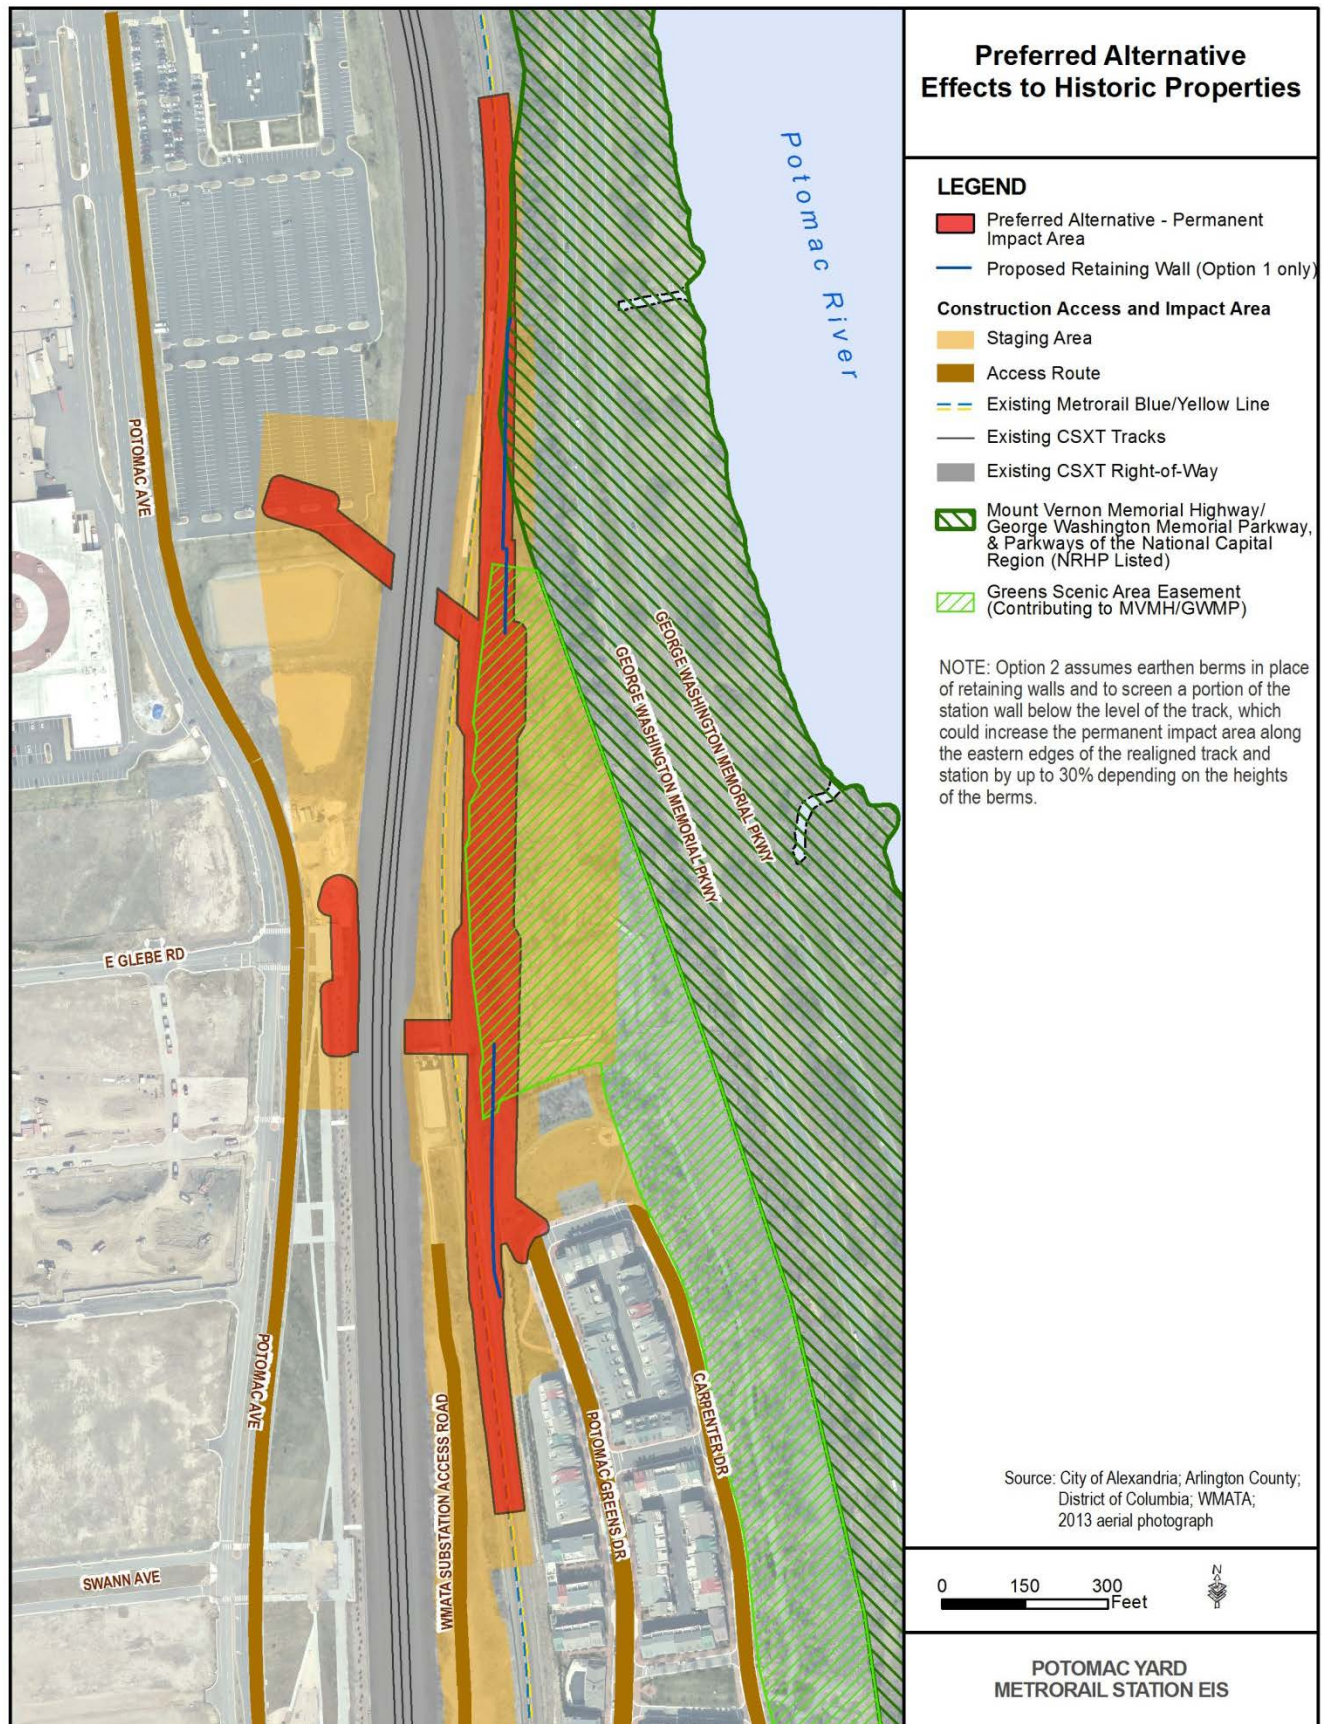 Preferred Alternative
Effects to Historic Properties
LEGEND
Preferred Alternative - Permanent
Impact Area
Proposed Retaining Wall (Option 1 only)
Construction Access and Impact Area
Staging Area
Access Route
Existing Metrorail Blue/Yellow Line
Existing CSXT Tracks
Existing CSXT Right-of-Way
Mount Vernon Memorial Highway/
George Washington Memorial Parkway,
& Parkways of the National Capital
Region (NRHP Listed)
Greens Scenic Area Easement
(Contributing to MVMH/GWMP)
NOTE: Option 2 assumes earthen berms in place
of retaining walls and to screen a portion of the
station wall below the level of the track, which
could increase the permanent impact area along
the eastern edges of the realigned track and
station by up to 30% depending on the heights
of the berms.
Source: City of Alexandria; Arlington County;
District of Columbia; WMATA;
2013 aerial photograph
0 150 300
Feet
N
POTOMAC YARD
METRORAIL STATION EIS
Potomac River
POTOMAC AVE
GEORGE WASHINGTON MEMORIAL PKWY
GEORGE WASHINGTON MEMORIAL PKWY
E GLEBE RD
POTOMAC AVE
WMATA SUBSTATION ACCESS ROAD
POTOMAC GREENS DR
CARPENTER DR
SWANN AVE